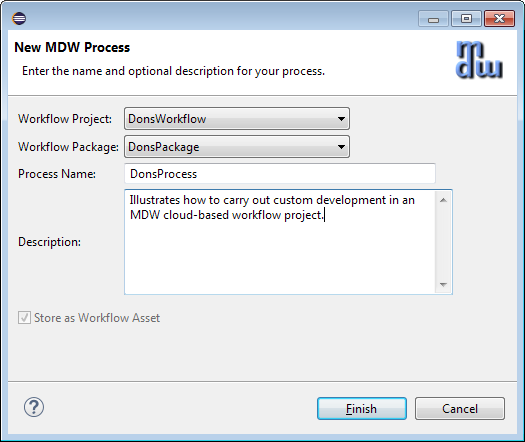 New MDW Process
Enter the name and optional description for your process.
mdw
Workflow Project: DonsWorkflow
Workflow Package: DonsPackage
Process Name: DonsProcess
Illustrates how to carry out custom development in an
MDW cloud-based workflow project.
Description:
Store as Workflow Asset
? Finish Cancel